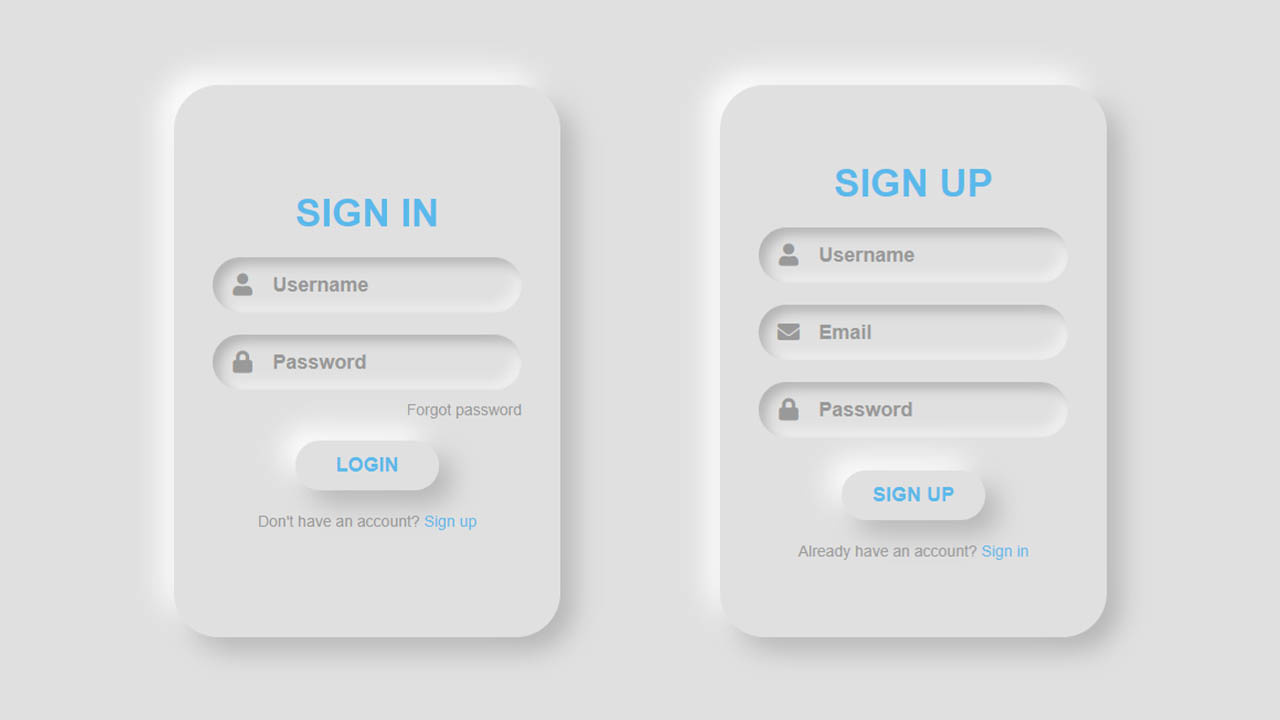 SIGN IN
Username
Password
Forgot password
LOGIN
Don't have an account? Sign up
SIGN UP
Username
Email
Password
SIGN UP
Already have an account? Sign in